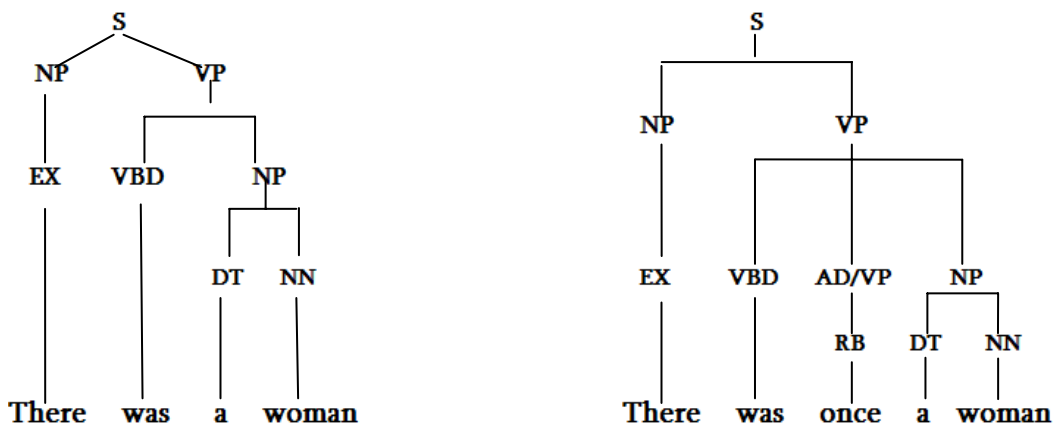 S S
NP VP
NP VP
EX VBD NP
DT NN
EX VBD AD/VP NP
RB DT NN
There was a woman There was once a woman